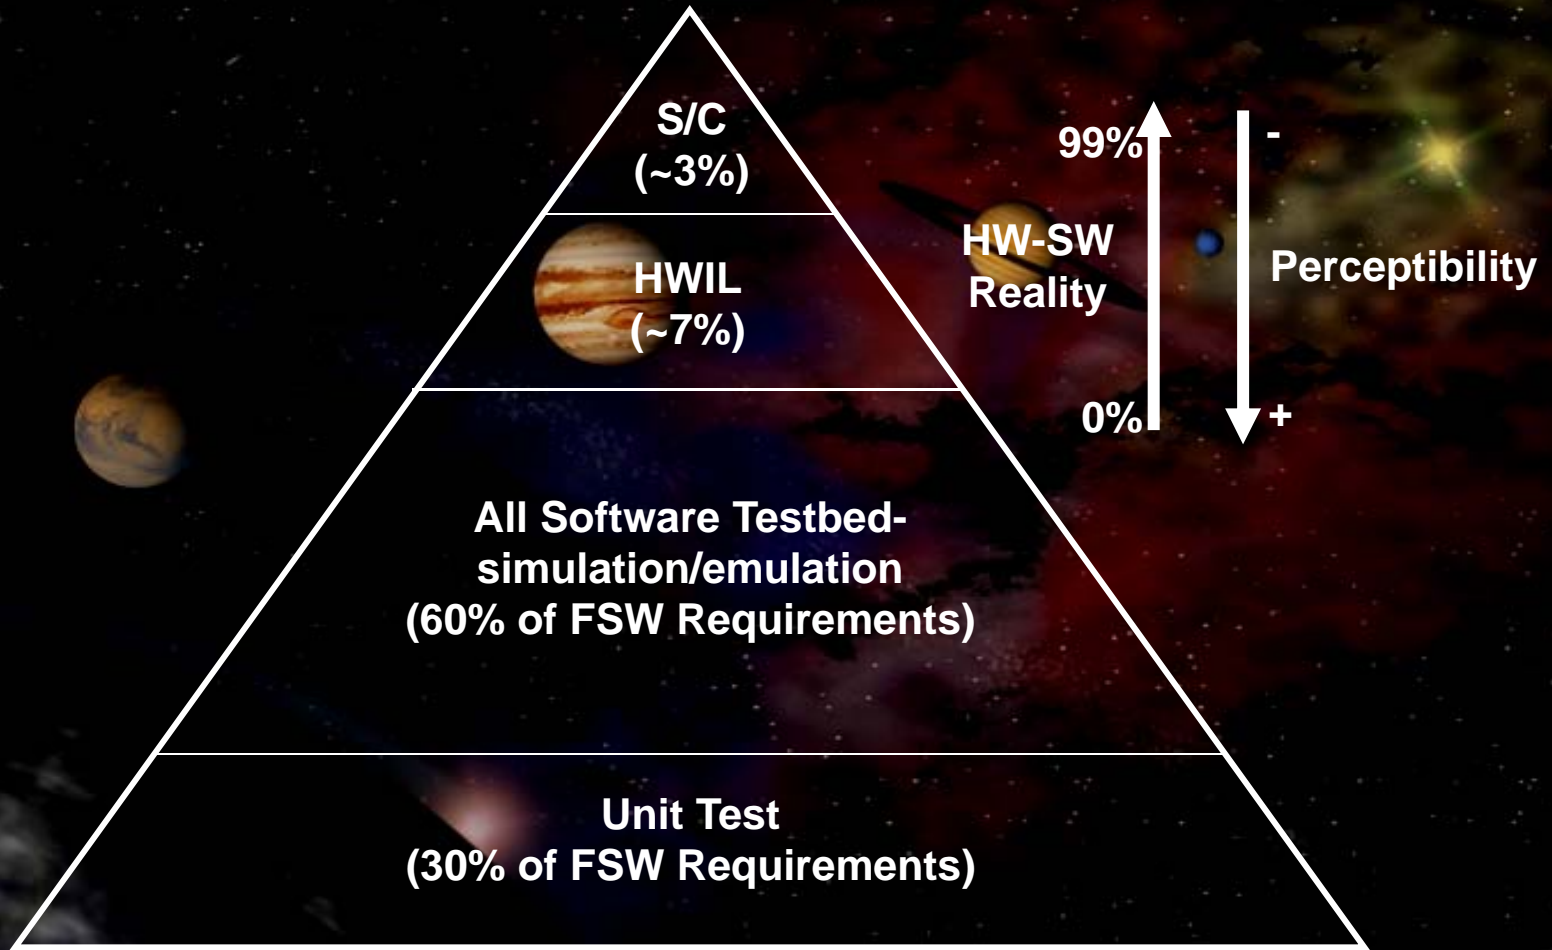 S/C
(~3%)
HWIL
(~7%)
All Software Testbed-
simulation/emulation
(60% of FSW Requirements)
Unit Test
(30% of FSW Requirements)
99%
HW-SW
Reality
0%
-
Perceptibility
+